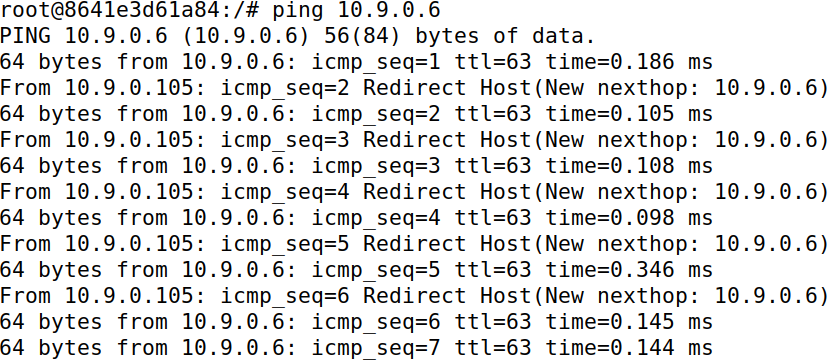 root@8641e3d61a84:/# ping 10.9.0.6
PING 10.9.0.6 (10.9.0.6) 56(84) bytes of data.
64 bytes from 10.9.0.6: icmp_seq=1 ttl=63 time=0.186 ms
From 10.9.0.105: icmp_seq=2 Redirect Host(New nexthop: 10.9.0.6)
64 bytes from 10.9.0.6: icmp_seq=2 ttl=63 time=0.105 ms
From 10.9.0.105: icmp_seq=3 Redirect Host(New nexthop: 10.9.0.6)
64 bytes from 10.9.0.6: icmp_seq=3 ttl=63 time=0.108 ms
From 10.9.0.105: icmp_seq=4 Redirect Host(New nexthop: 10.9.0.6)
64 bytes from 10.9.0.6: icmp_seq=4 ttl=63 time=0.098 ms
From 10.9.0.105: icmp_seq=5 Redirect Host(New nexthop: 10.9.0.6)
64 bytes from 10.9.0.6: icmp_seq=5 ttl=63 time=0.346 ms
From 10.9.0.105: icmp_seq=6 Redirect Host(New nexthop: 10.9.0.6)
64 bytes from 10.9.0.6: icmp_seq=6 ttl=63 time=0.145 ms
64 bytes from 10.9.0.6: icmp_seq=7 ttl=63 time=0.144 ms